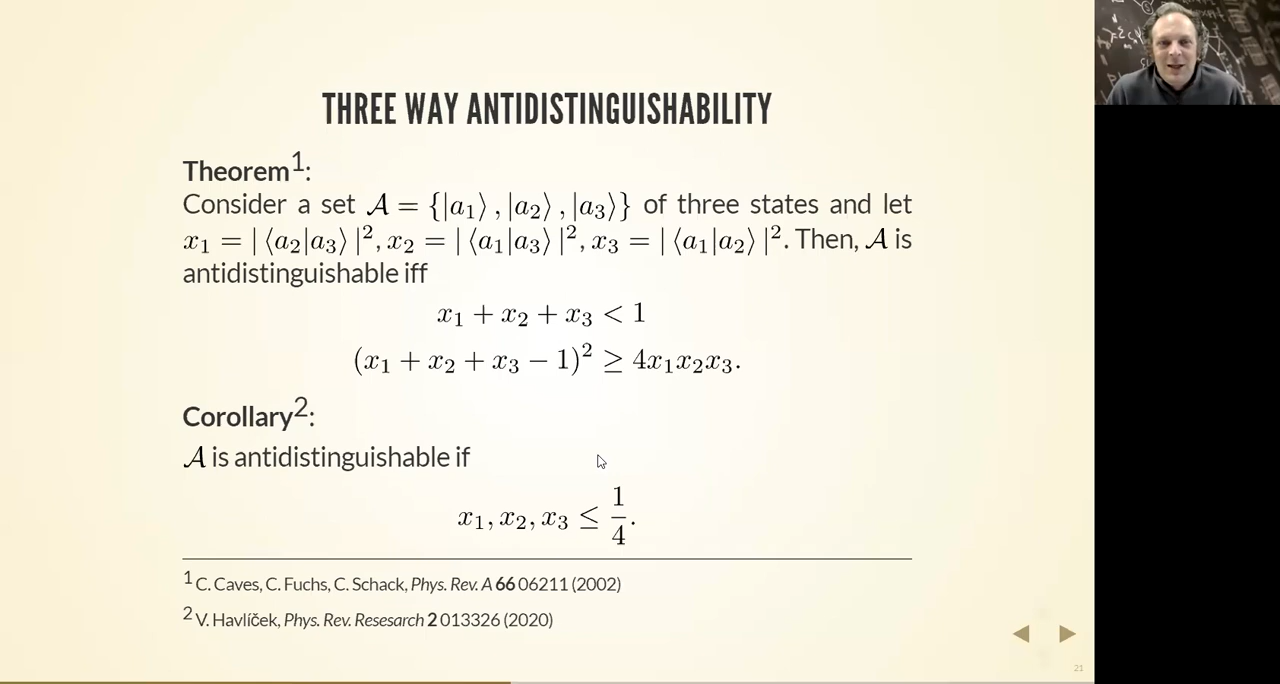 THREE WAY ANTIDISTINGUISHABILITY
Theorem¹:
Consider a set 𝒜 = {|a₁⟩, |a₂⟩, |a₃⟩} of three states and let
x₁ = |⟨a₂|a₃⟩|², x₂ = |⟨a₁|a₃⟩|², x₃ = |⟨a₁|a₂⟩|². Then, 𝒜 is
antidistinguishable iff
x₁ + x₂ + x₃ < 1
(x₁ + x₂ + x₃ − 1)² ≥ 4x₁x₂x₃.
Corollary²:
𝒜 is antidistinguishable if
x₁, x₂, x₃ ≤ 1/4.
¹ C. Caves, C. Fuchs, C. Schack, Phys. Rev. A 66 06211 (2002)
² V. Havlíček, Phys. Rev. Resesarch 2 013326 (2020)
21